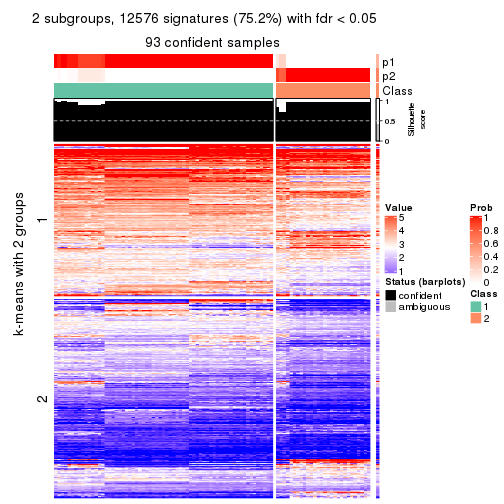 2 subgroups, 12576 signatures (75.2%) with fdr < 0.05
93 confident samples
p1
p2
Class
1
0.5
0
Silhouette
score
k-means with 2 groups
1
2
Value
5
4
3
2
1
Status (barplots)
confident
ambiguous
Prob
1
0.8
0.6
0.4
0.2
0
Class
1
2